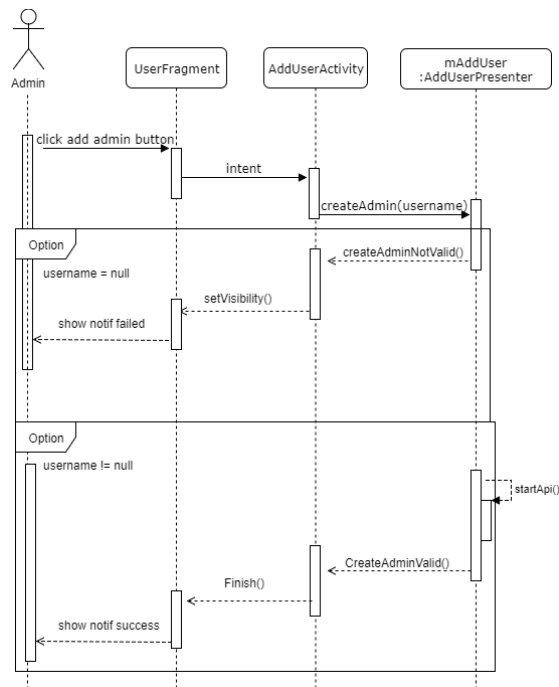 Admin
UserFragment
AddUserActivity
mAddUser
:AddUserPresenter
click add admin button
intent
createAdmin(username)
Option
createAdminNotValid()
username = null
setVisibility()
show notif failed
Option
username != null
startApi()
CreateAdminValid()
Finish()
show notif success